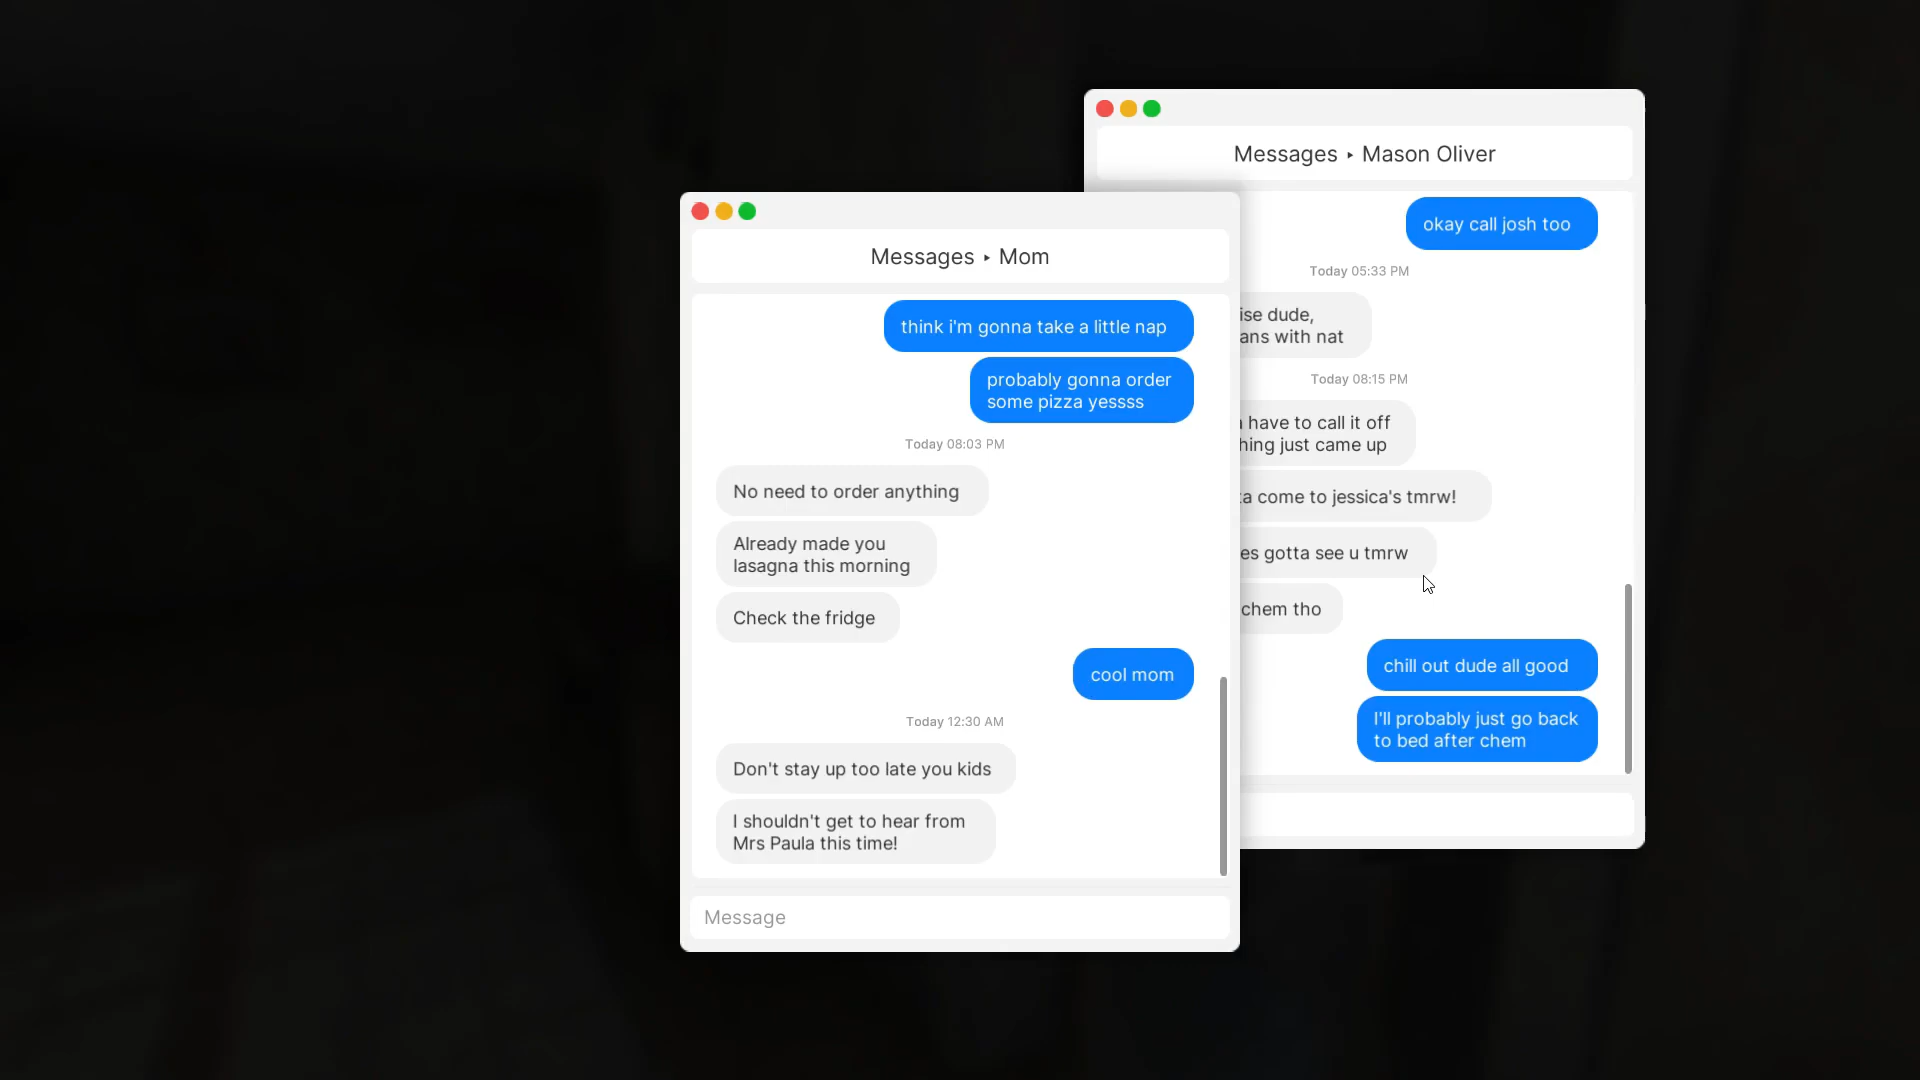 Messages ▸ Mom
think i'm gonna take a little nap
probably gonna order
some pizza yessss
Today 08:03 PM
No need to order anything
Already made you
lasagna this morning
Check the fridge
cool mom
Today 12:30 AM
Don't stay up too late you kids
I shouldn't get to hear from
Mrs Paula this time!
Message
Messages ▸ Mason Oliver
okay call josh too
Today 05:33 PM
dude,
with nat
Today 08:15 PM
have to call it off
just came up
come to jessica's tmrw!
gotta see u tmrw
chem tho
chill out dude all good
I'll probably just go back
to bed after chem